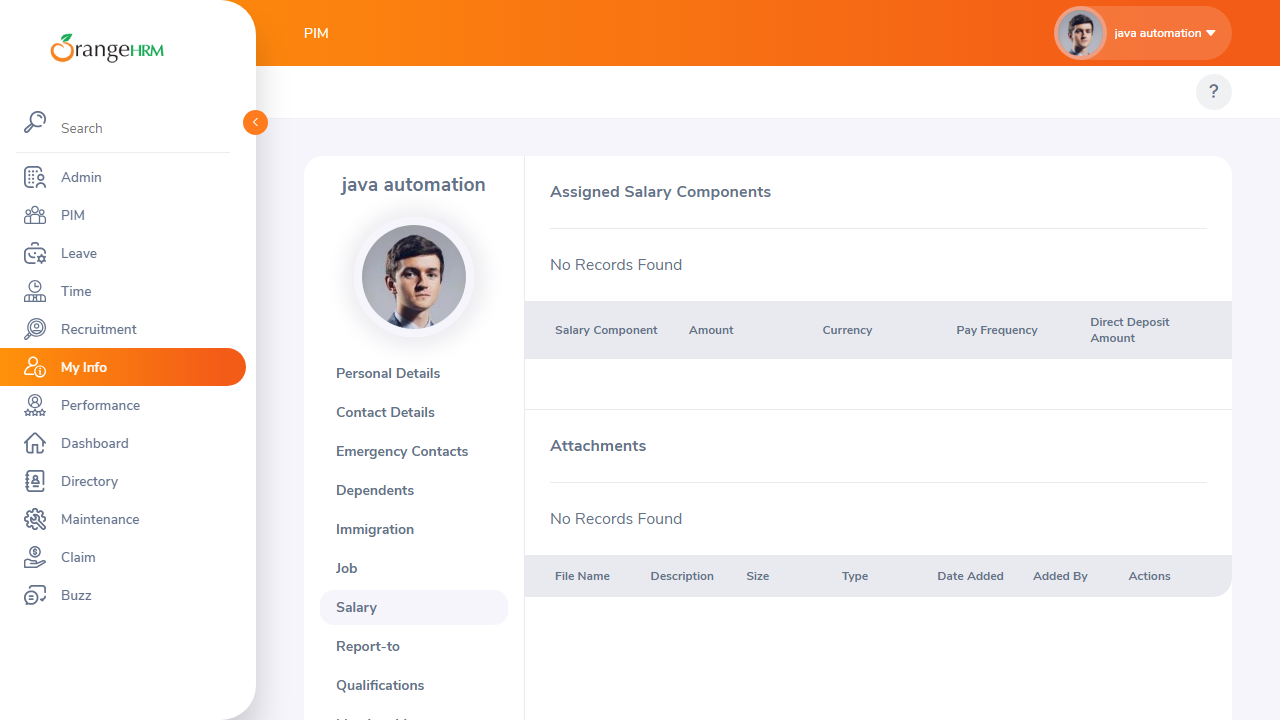 OrangeHRM
PIM
java automation
?
Search
Admin
PIM
Leave
Time
Recruitment
My Info
Performance
Dashboard
Directory
Maintenance
Claim
Buzz
java automation
Personal Details
Contact Details
Emergency Contacts
Dependents
Immigration
Job
Salary
Report-to
Qualifications
Assigned Salary Components
No Records Found
Salary Component Amount Currency Pay Frequency Direct Deposit
Amount
Attachments
No Records Found
File Name Description Size Type Date Added Added By Actions